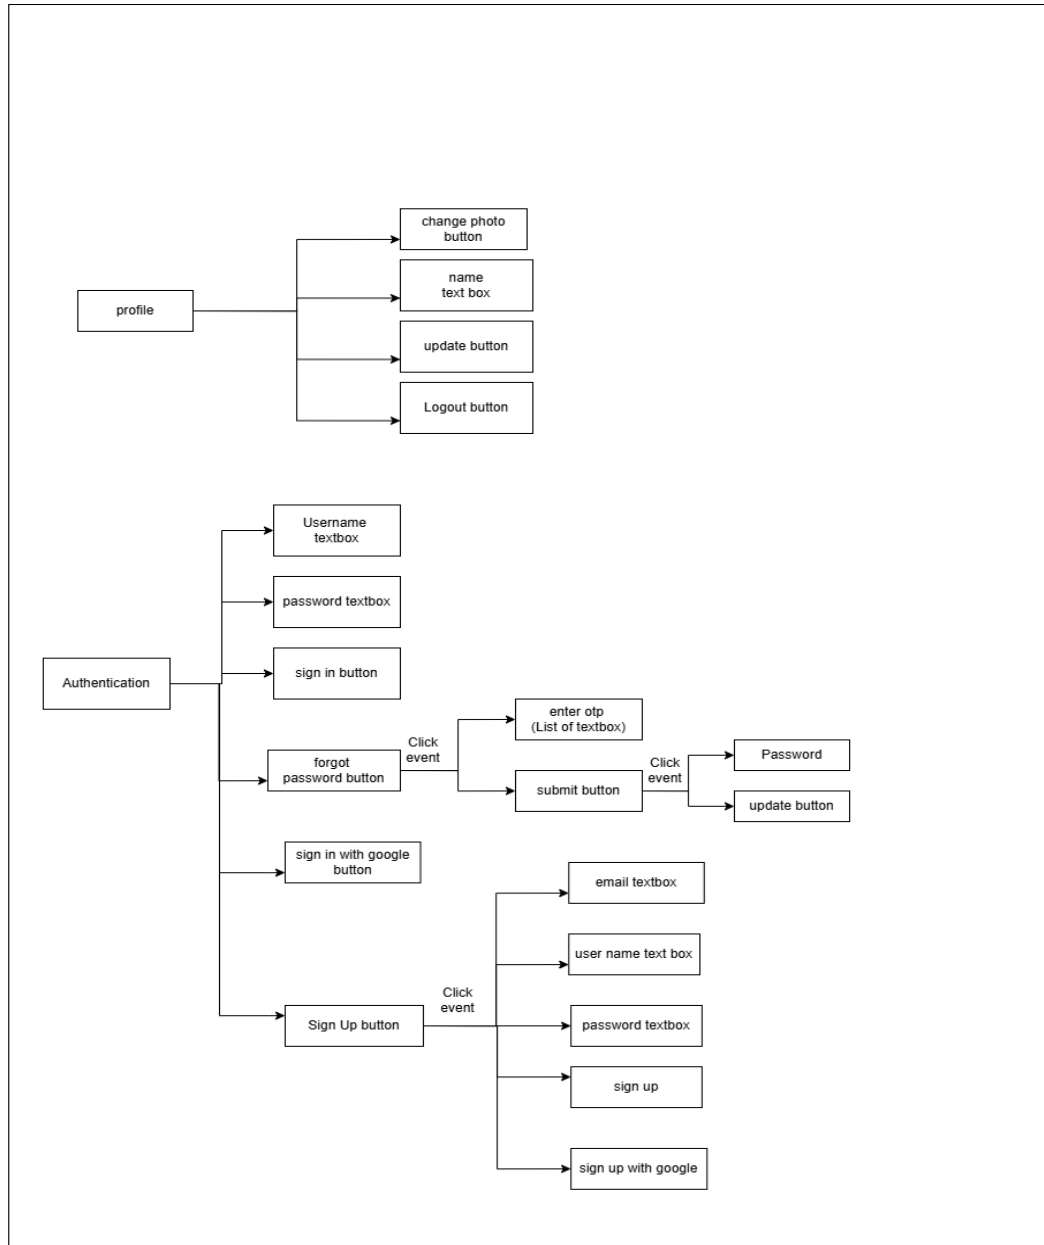 change photo
button
name
text box
profile
update button
Logout button
Username
textbox
password textbox
Authentication
sign in button
forgot
password button
Click
event
enter otp
(List of textbox)
submit button
Click
event
Password
update button
sign in with google
button
Sign Up button
Click
event
email textbox
user name text box
password textbox
sign up
sign up with google